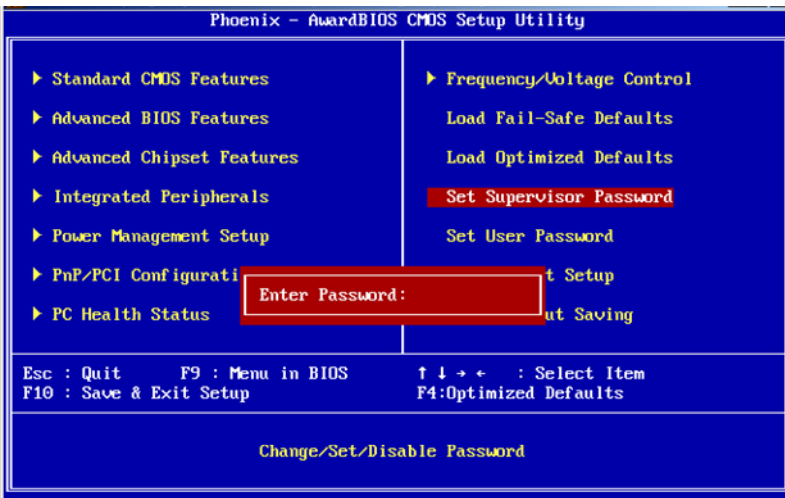 Phoenix - AwardBIOS CMOS Setup Utility
Standard CMOS Features
Advanced BIOS Features
Advanced Chipset Features
Integrated Peripherals
Power Management Setup
PnP/PCI Configurati
PC Health Status
Frequency/Voltage Control
Load Fail-Safe Defaults
Load Optimized Defaults
Set Supervisor Password
Set User Password
t Setup
ut Saving
Enter Password:
Esc : Quit F9 : Menu in BIOS ↑ ↓ → ← : Select Item
F10 : Save & Exit Setup F4:Optimized Defaults
Change/Set/Disable Password